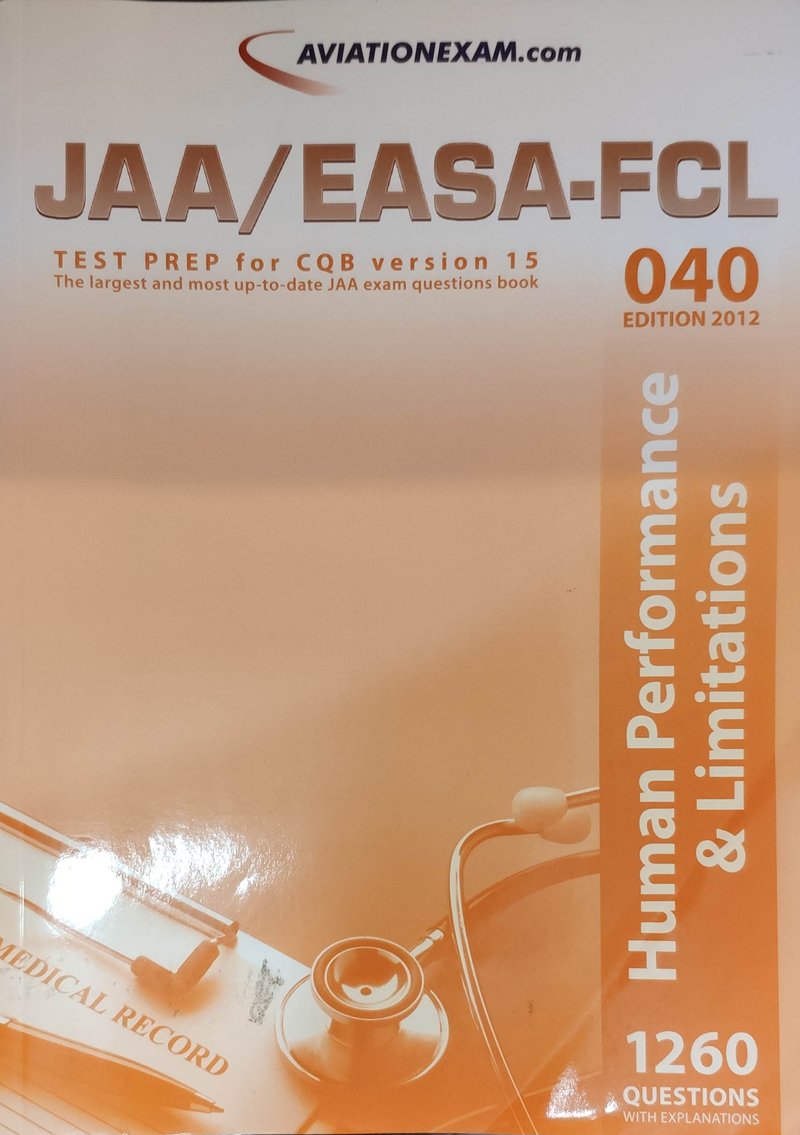 AVIATIONEXAM.com
JAA/EASA-FCL
TEST PREP for CQB version 15
The largest and most up-to-date JAA exam questions book
040
EDITION 2012
Human Performance
& Limitations
MEDICAL RECORD
1260
QUESTIONS
WITH EXPLANATIONS